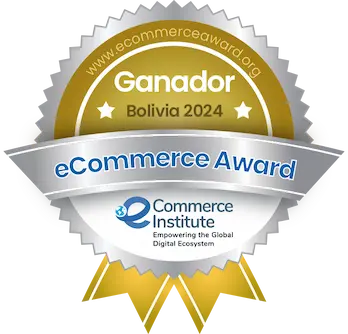 www.ecommerceaward.org
Ganador
Bolivia 2024
eCommerce Award
eCommerce
Institute
Empowering the Global
Digital Ecosystem